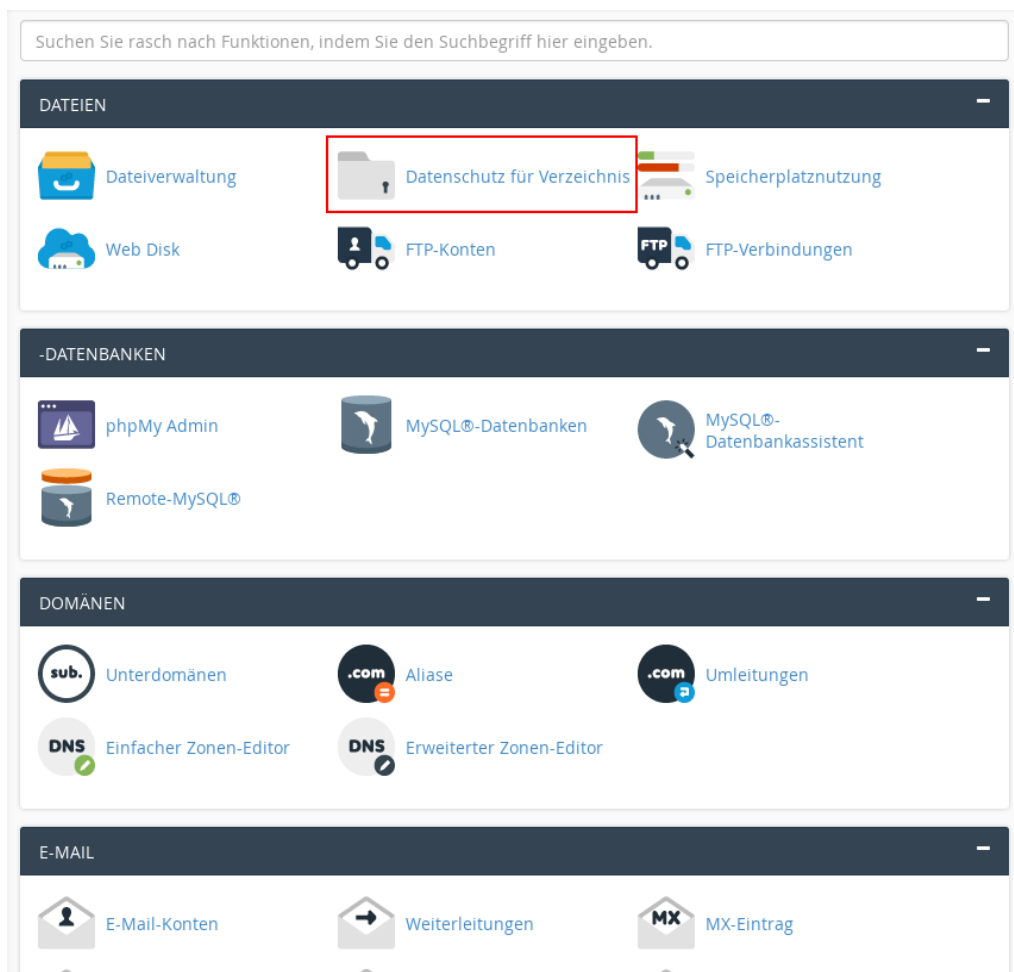 Suchen Sie rasch nach Funktionen, indem Sie den Suchbegriff hier eingeben.
DATEIEN
Dateiverwaltung
Datenschutz für Verzeichnis
Speicherplatznutzung
Web Disk
FTP-Konten
FTP
FTP-Verbindungen
-DATENBANKEN
phpMy Admin
MySQL®-Datenbanken
MySQL®-
Datenbankassistent
Remote-MySQL®
DOMÄNEN
sub.
Unterdomänen
.com
Aliase
.com
Umleitungen
DNS
Einfacher Zonen-Editor
DNS
Erweiterter Zonen-Editor
E-MAIL
E-Mail-Konten
Weiterleitungen
MX
MX-Eintrag